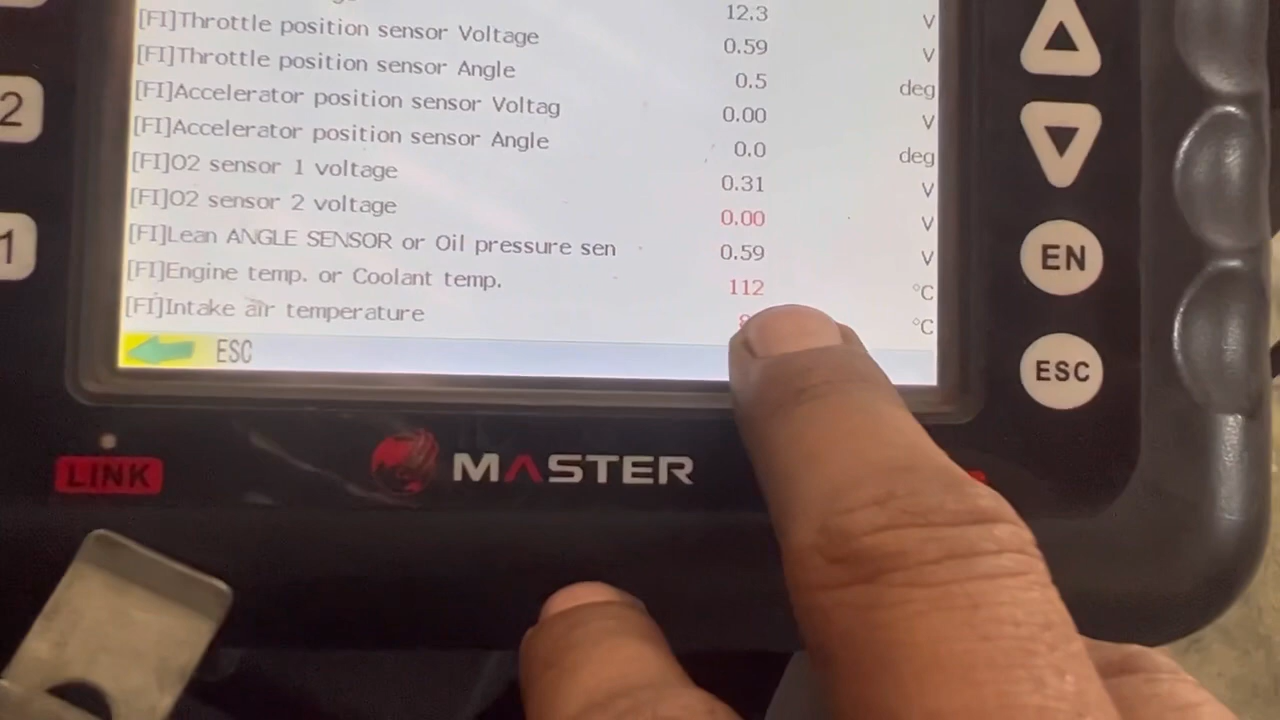 12.3 V
[FI]Throttle position sensor Voltage 0.59 V
[FI]Throttle position sensor Angle 0.5 deg
[FI]Accelerator position sensor Voltag 0.00 V
[FI]Accelerator position sensor Angle 0.0 deg
[FI]O2 sensor 1 voltage 0.31 V
[FI]O2 sensor 2 voltage 0.00 V
[FI]Lean ANGLE SENSOR or Oil pressure sen 0.59 V
[FI]Engine temp. or Coolant temp. 112 °C
[FI]Intake air temperature °C
ESC
2
1
EN
ESC
LINK
MASTER